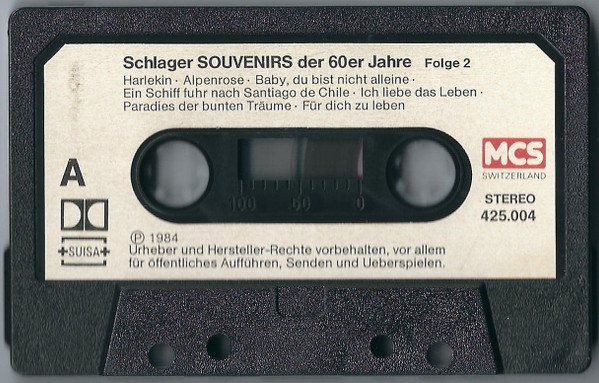 Schlager SOUVENIRS der 60er Jahre Folge 2
Harlekin · Alpenrose · Baby, du bist nicht alleine ·
Ein Schiff fuhr nach Santiago de Chile · Ich liebe das Leben ·
Paradies der bunten Träume · Für dich zu leben
A
MCS
SWITZERLAND
STEREO
425.004
100 50 0
SUISA
Ⓟ 1984
Urheber und Hersteller-Rechte vorbehalten, vor allem
für öffentliches Aufführen, Senden und Ueberspielen.